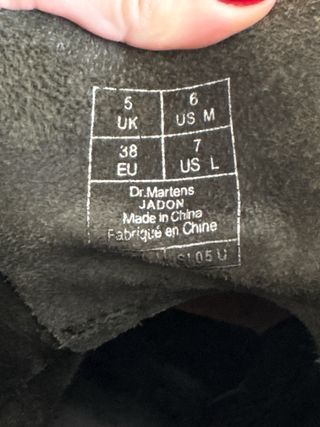 5 6
UK US M
38 7
EU US L
Dr.Martens
JADON
Made in China
Fabriqué en Chine